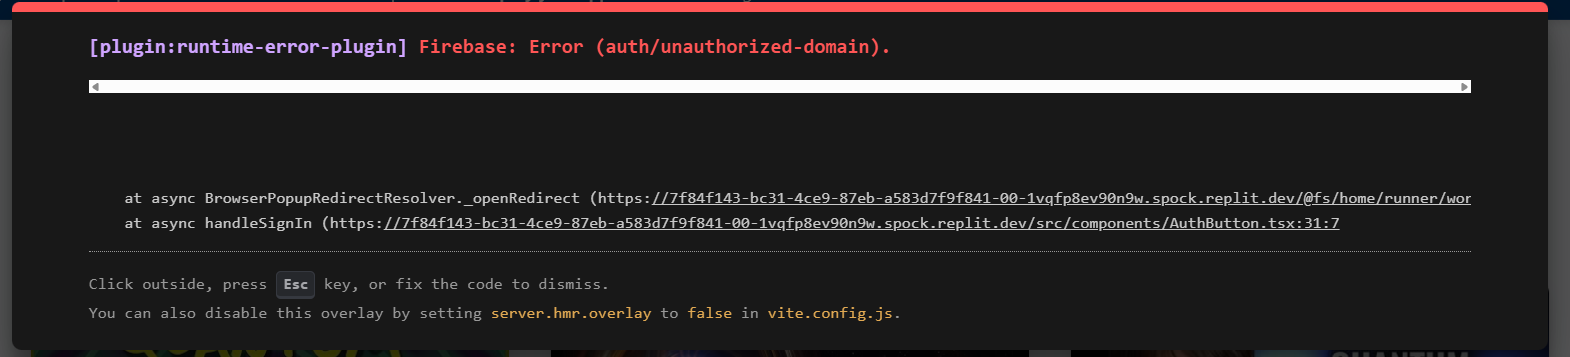 [plugin:runtime-error-plugin] Firebase: Error (auth/unauthorized-domain).
at async BrowserPopupRedirectResolver._openRedirect (https://7f84f143-bc31-4ce9-87eb-a583d7f9f841-00-1vqfp8ev90n9w.spock.replit.dev/@fs/home/runner/wor
at async handleSignIn (https://7f84f143-bc31-4ce9-87eb-a583d7f9f841-00-1vqfp8ev90n9w.spock.replit.dev/src/components/AuthButton.tsx:31:7
Click outside, press Esc key, or fix the code to dismiss.
You can also disable this overlay by setting server.hmr.overlay to false in vite.config.js.